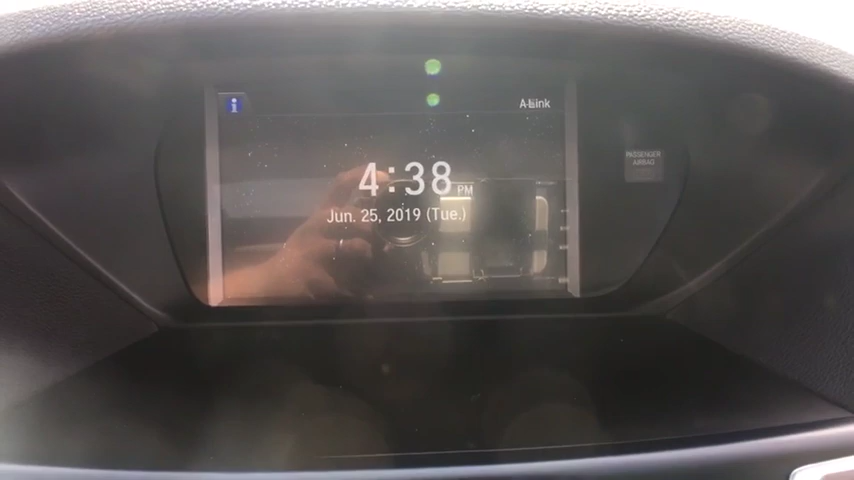 A-Link
4:38 PM
Jun. 25, 2019 (Tue.)
PASSENGER
AIRBAG